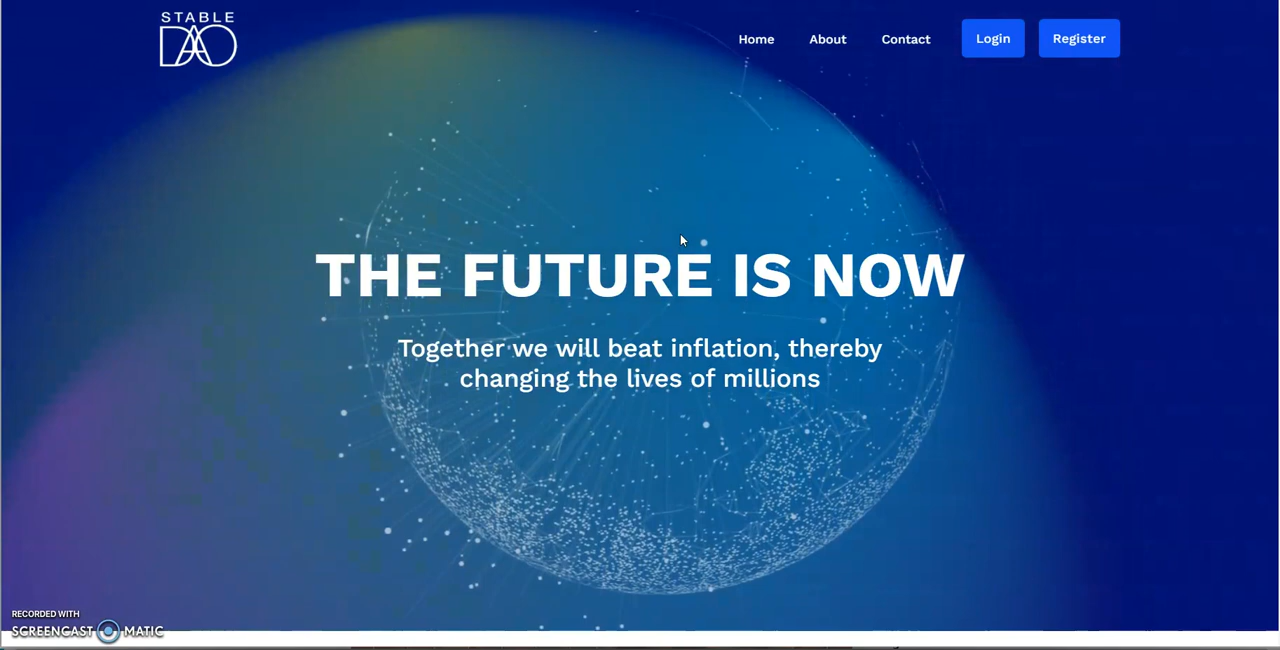 STABLE
DAO
Home
About
Contact
Login
Register
THE FUTURE IS NOW
Together we will beat inflation, thereby
changing the lives of millions
RECORDED WITH
SCREENCAST MATIC